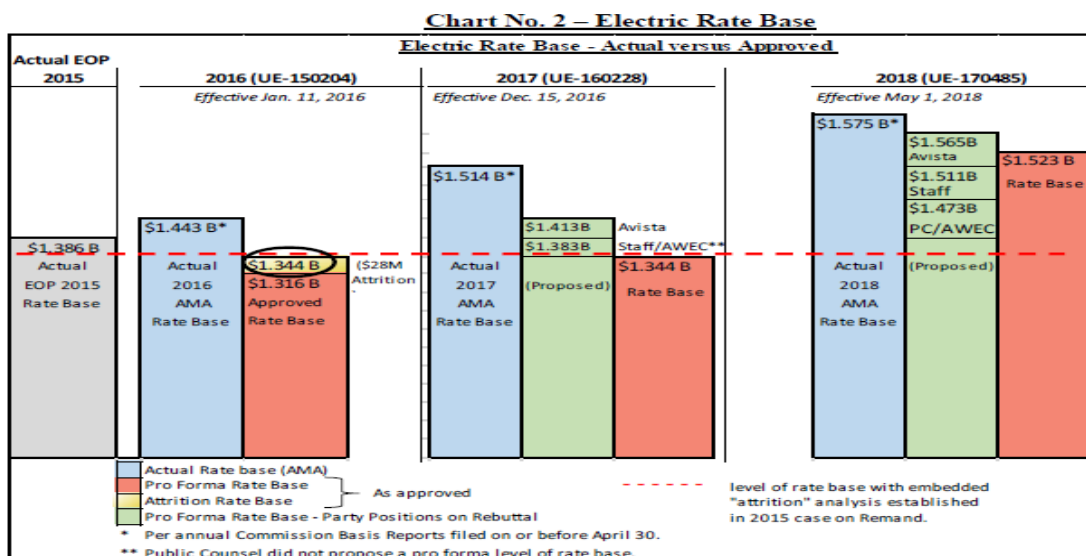 Chart No. 2 – Electric Rate Base
Electric Rate Base - Actual versus Approved
Actual EOP
2015
2016 (UE-150204)
2017 (UE-160228)
2018 (UE-170485)
Effective Jan. 11, 2016
Effective Dec. 15, 2016
Effective May 1, 2018
$1.386 B
Actual
EOP 2015
Rate Base
$1.443 B*
Actual
2016
AMA
Rate Base
$1.344 B
$1.316 B
Approved
Rate Base
($28M
Attrition
$1.514 B*
Actual
2017
AMA
Rate Base
$1.413B
Avista
$1.383B
Staff/AWEC**
(Proposed)
$1.344 B
Rate Base
$1.575 B*
Actual
2018
AMA
Rate Base
$1.565B
Avista
$1.511B
Staff
$1.473B
PC/AWEC
(Proposed)
$1.523 B
Rate Base
Actual Rate base (AMA)
Pro Forma Rate Base
Attrition Rate Base
As approved
Pro Forma Rate Base - Party Positions on Rebuttal
level of rate base with embedded
"attrition" analysis established
in 2015 case on Remand.
* Per annual Commission Basis Reports filed on or before April 30.
** Public Counsel did not propose a pro forma level of rate base.